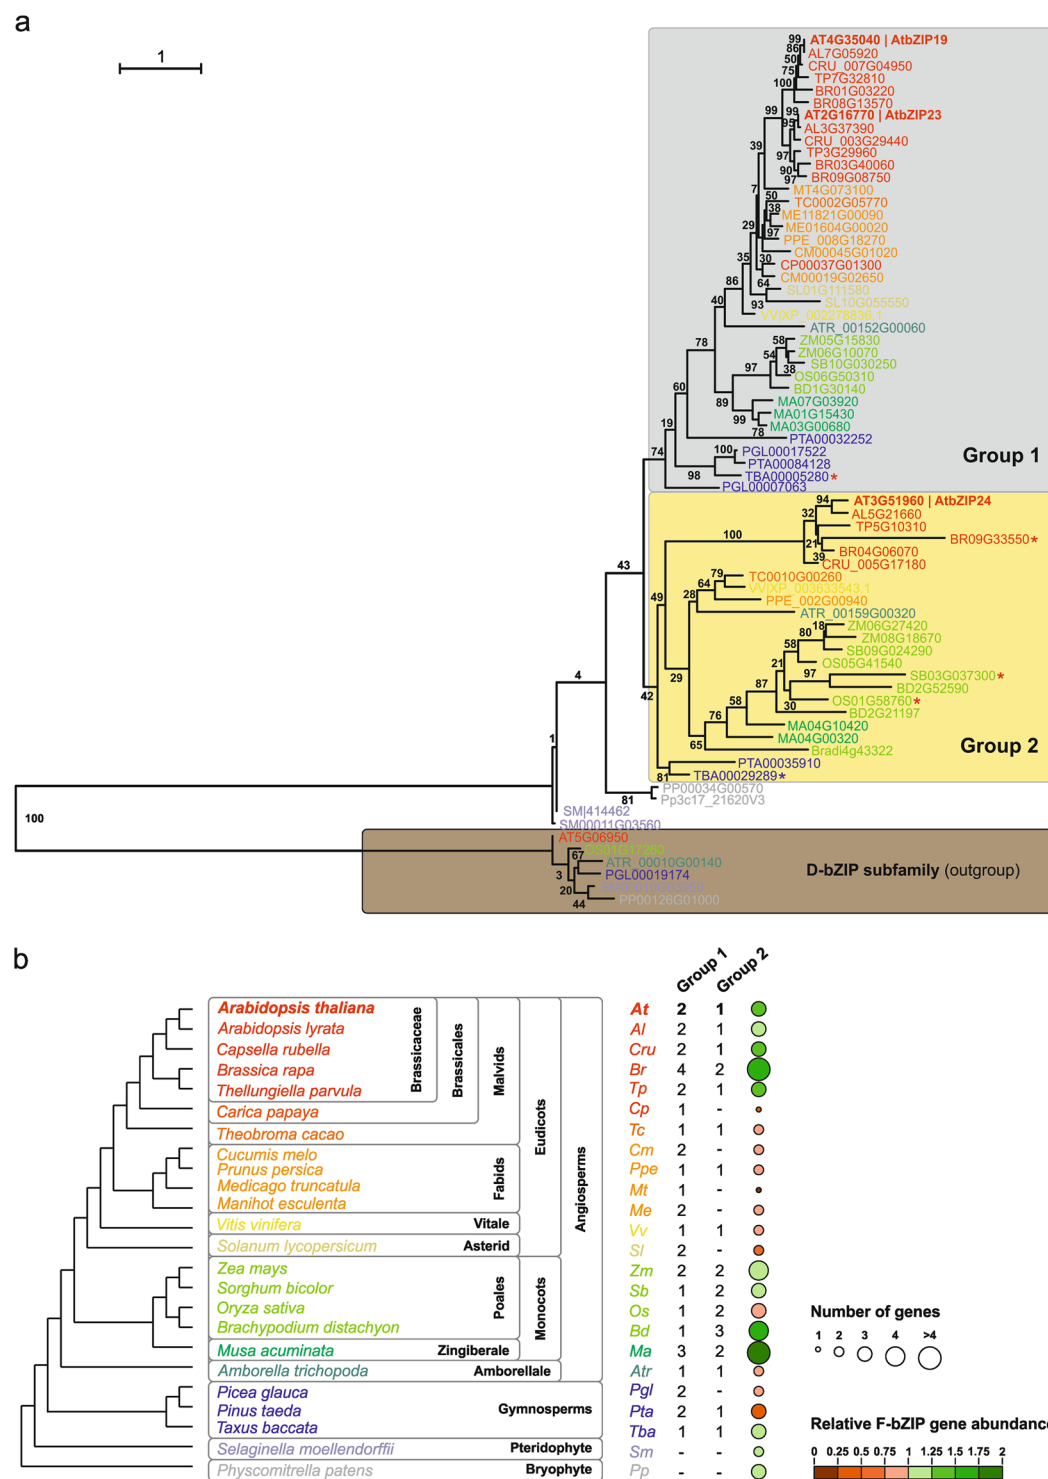 a
1
99
AT4G35040 | AtbZIP19
86
AL7G05920
50
CRU_007G04950
75
TP7G32810
100
BR01G03220
BR08G13570
99
99
AT2G16770 | AtbZIP23
95
AL3G37390
CRU_003G29440
39
97
TP3G29960
BR03G40060
90
BR09G08750
97
7
MT4G073100
50
TC0002G05770
38
ME11821G00090
29
ME01604G00020
97
PPE_008G18270
CM00045G01020
35
30
CP00037G01300
CM00019G02650
86
64
SL01G111580
40
93
SL10G055550
VV|XP_002278838.1
ATR_00152G00060
78
58
ZM05G15830
54
ZM06G10070
97
38
SB10G030250
OS06G50310
60
BD1G30140
89
MA07G03920
99
MA01G15430
19
MA03G00680
78
PTA00032252
74
100
PGL00017522
Group 1
PTA00084128
98
TBA00005280*
PGL00007063
94
AT3G51960 | AtbZIP24
32
AL5G21660
TP5G10310
100
21
BR09G33550*
39
BR04G06070
CRU_005G17180
43
79
TC0010G00260
64
VV|XP_003633543.1
49
28
PPE_002G00940
ATR_00159G00320
18
ZM06G27420
80
ZM08G18670
58
SB09G024290
21
OS05G41540
4
29
97
SB03G037300*
42
87
BD2G52590
58
30
OS01G58760*
76
BD2G21197
MA04G10420
65
MA04G00320
Group 2
1
Bradi4g43322
PTA00035910
81
TBA00029289*
PP00034G00570
81
Pp3c17_21620V3
SM|414462
100
SM00011G03560
AT5G06950
67
ATR_00010G00140
3
PGL00019174
D-bZIP subfamily (outgroup)
20
44
PP00126G01000
b
Group 1
Group 2
Arabidopsis thaliana
At 2 1
Arabidopsis lyrata
Al 2 1
Capsella rubella
Cru 2 1
Brassica rapa
Br 4 2
Thellungiella parvula
Tp 2 1
Carica papaya
Cp 1 -
Theobroma cacao
Tc 1 1
Cucumis melo
Cm 2 -
Prunus persica
Ppe 1 1
Medicago truncatula
Mt 1 -
Manihot esculenta
Me 2 -
Vitis vinifera
Vitale
Vv 1 1
Solanum lycopersicum
Asterid
Sl 2 -
Zea mays
Zm 2 2
Sorghum bicolor
Sb 1 2
Oryza sativa
Os 1 2
Brachypodium distachyon
Bd 1 3
Musa acuminata
Zingiberale
Ma 3 2
Amborella trichopoda
Amborellale
Atr 1 1
Picea glauca
Pgl 2 -
Pinus taeda
Gymnosperms
Pta 2 1
Taxus baccata
Tba 1 1
Selaginella moellendorffii
Pteridophyte
Sm - -
Physcomitrella patens
Bryophyte
Pp - -
Brassicaceae
Brassicales
Malvids
Fabids
Eudicots
Angiosperms
Poales
Monocots
Number of genes
1 2 3 4 >4
Relative F-bZIP gene abundance
0 0.25 0.5 0.75 1 1.25 1.5 1.75 2